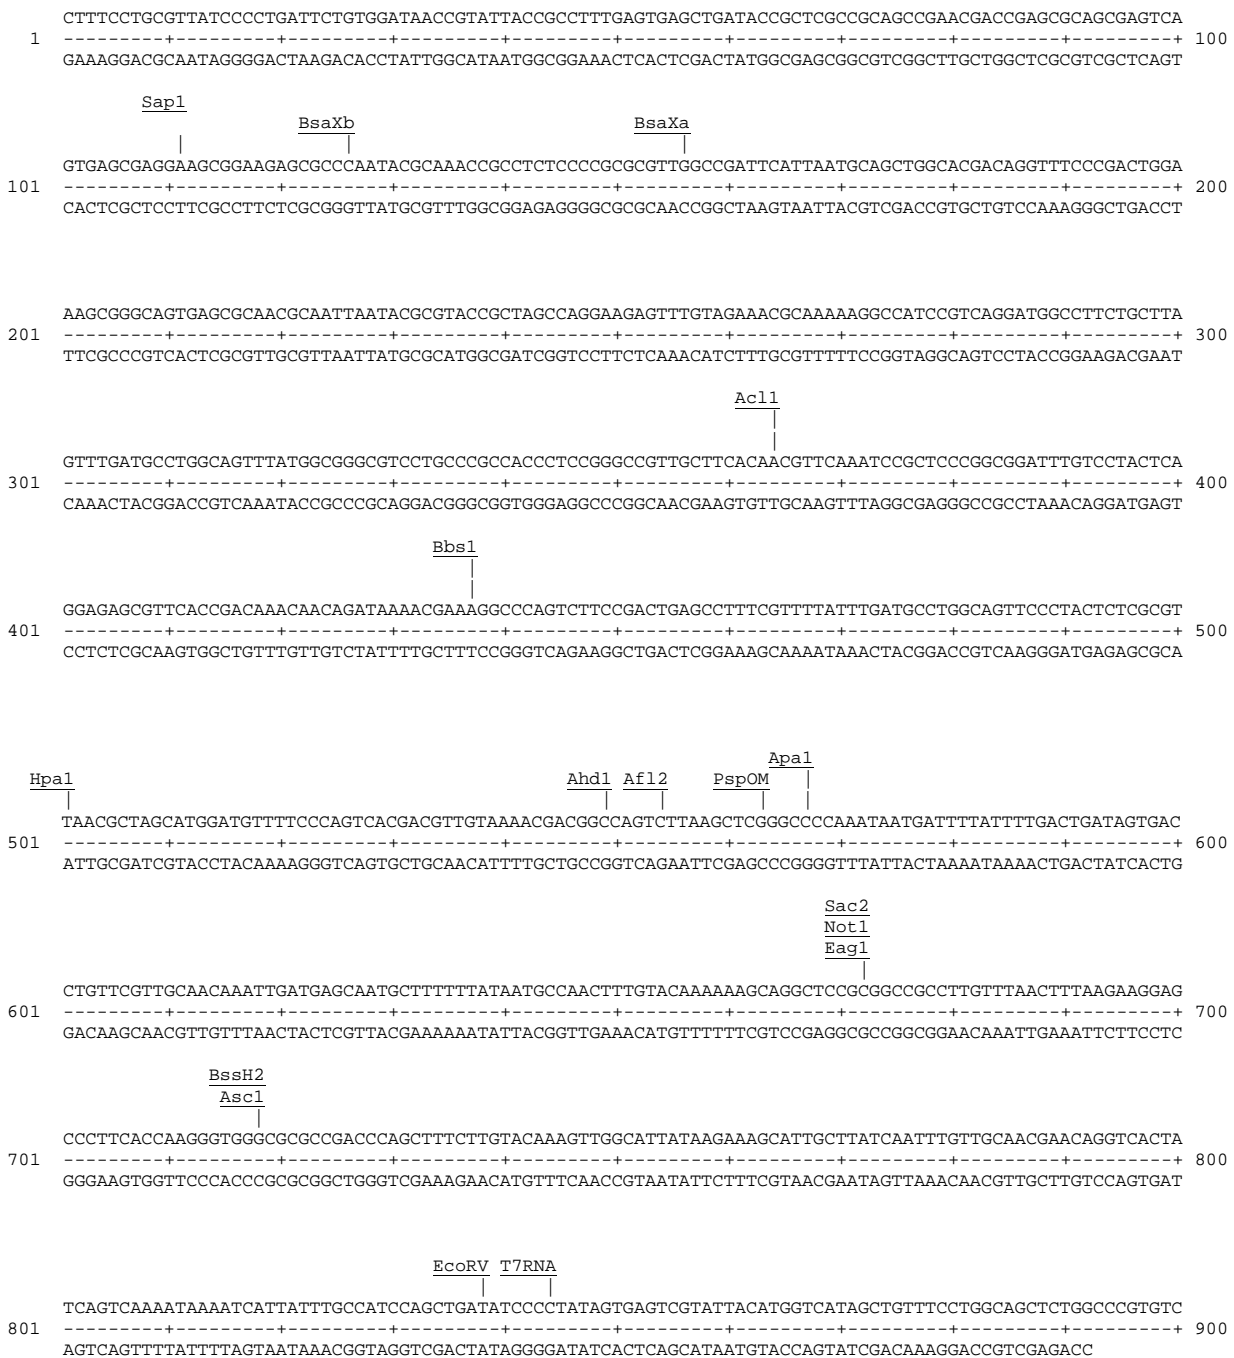 CTTTCCTGCGTTATCCCCTGATTCTGTGGATAACCGTATTACCGCCTTTGAGTGAGCTGATACCGCTCGCCGCAGCCGAACGACCGAGCGCAGCGAGTCA
1 ---------+---------+---------+---------+---------+---------+---------+---------+---------+---------+ 100
GAAAGGACGCAATAGGGGACTAAGACACCTATTGGCATAATGGCGGAAACTCACTCGACTATGGCGAGCGGCGTCGGCTTGCTGGCTCGCGTCGCTCAGT
Sap1
BsaXb BsaXa
GTGAGCGAGGAAGCGGAAGAGCGCCCAATACGCAAACCGCCTCTCCCCGCGCGTTGGCCGATTCATTAATGCAGCTGGCACGACAGGTTTCCCGACTGGA
101 ---------+---------+---------+---------+---------+---------+---------+---------+---------+---------+ 200
CACTCGCTCCTTCGCCTTCTCGCGGGTTATGCGTTTGGCGGAGAGGGGCGCGCAACCGGCTAAGTAATTACGTCGACCGTGCTGTCCAAAGGGCTGACCT
AAGCGGGCAGTGAGCGCAACGCAATTAATACGCGTACCGCTAGCCAGGAAGAGTTTGTAGAAACGCAAAAAGGCCATCCGTCAGGATGGCCTTCTGCTTA
201 ---------+---------+---------+---------+---------+---------+---------+---------+---------+---------+ 300
TTCGCCCGTCACTCGCGTTGCGTTAATTATGCGCATGGCGATCGGTCCTTCTCAAACATCTTTGCGTTTTTCCGGTAGGCAGTCCTACCGGAAGACGAAT
Acl1
GTTTGATGCCTGGCAGTTTATGGCGGGCGTCCTGCCCGCCACCCTCCGGGCCGTTGCTTCACAACGTTCAAATCCGCTCCCGGCGGATTTGTCCTACTCA
301 ---------+---------+---------+---------+---------+---------+---------+---------+---------+---------+ 400
CAAACTACGGACCGTCAAATACCGCCCGCAGGACGGGCGGTGGGAGGCCCGGCAACGAAGTGTTGCAAGTTTAGGCGAGGGCCGCCTAAACAGGATGAGT
Bbs1
GGAGAGCGTTCACCGACAAACAACAGATAAAACGAAAGGCCCAGTCTTCCGACTGAGCCTTTCGTTTTATTTGATGCCTGGCAGTTCCCTACTCTCGCGT
401 ---------+---------+---------+---------+---------+---------+---------+---------+---------+---------+ 500
CCTCTCGCAAGTGGCTGTTTGTTGTCTATTTTGCTTTCCGGGTCAGAAGGCTGACTCGGAAAGCAAAATAAACTACGGACCGTCAAGGGATGAGAGCGCA
Apa1
Hpa1 Ahd1 Afl2 PspOM
TAACGCTAGCATGGATGTTTTCCCAGTCACGACGTTGTAAAACGACGGCCAGTCTTAAGCTCGGGCCCCAAATAATGATTTTATTTTGACTGATAGTGAC
501 ---------+---------+---------+---------+---------+---------+---------+---------+---------+---------+ 600
ATTGCGATCGTACCTACAAAAGGGTCAGTGCTGCAACATTTTGCTGCCGGTCAGAATTCGAGCCCGGGGTTTATTACTAAAATAAAACTGACTATCACTG
Sac2
Not1
Eag1
CTGTTCGTTGCAACAAATTGATGAGCAATGCTTTTTTATAATGCCAACTTTGTACAAAAAAGCAGGCTCCGCGGCCGCCTTGTTTAACTTTAAGAAGGAG
601 ---------+---------+---------+---------+---------+---------+---------+---------+---------+---------+ 700
GACAAGCAACGTTGTTTAACTACTCGTTACGAAAAAATATTACGGTTGAAACATGTTTTTTCGTCCGAGGCGCCGGCGGAACAAATTGAAATTCTTCCTC
BssH2
Asc1
CCCTTCACCAAGGGTGGGCGCGCCGACCCAGCTTTCTTGTACAAAGTTGGCATTATAAGAAAGCATTGCTTATCAATTTGTTGCAACGAACAGGTCACTA
701 ---------+---------+---------+---------+---------+---------+---------+---------+---------+---------+ 800
GGGAAGTGGTTCCCACCCGCGCGGCTGGGTCGAAAGAACATGTTTCAACCGTAATATTCTTTCGTAACGAATAGTTAAACAACGTTGCTTGTCCAGTGAT
EcoRV T7RNA
TCAGTCAAAATAAAATCATTATTTGCCATCCAGCTGATATCCCCTATAGTGAGTCGTATTACATGGTCATAGCTGTTTCCTGGCAGCTCTGGCCCGTGTC
801 ---------+---------+---------+---------+---------+---------+---------+---------+---------+---------+ 900
AGTCAGTTTTATTTTAGTAATAAACGGTAGGTCGACTATAGGGGATATCACTCAGCATAATGTACCAGTATCGACAAAGGACCGTCGAGACC